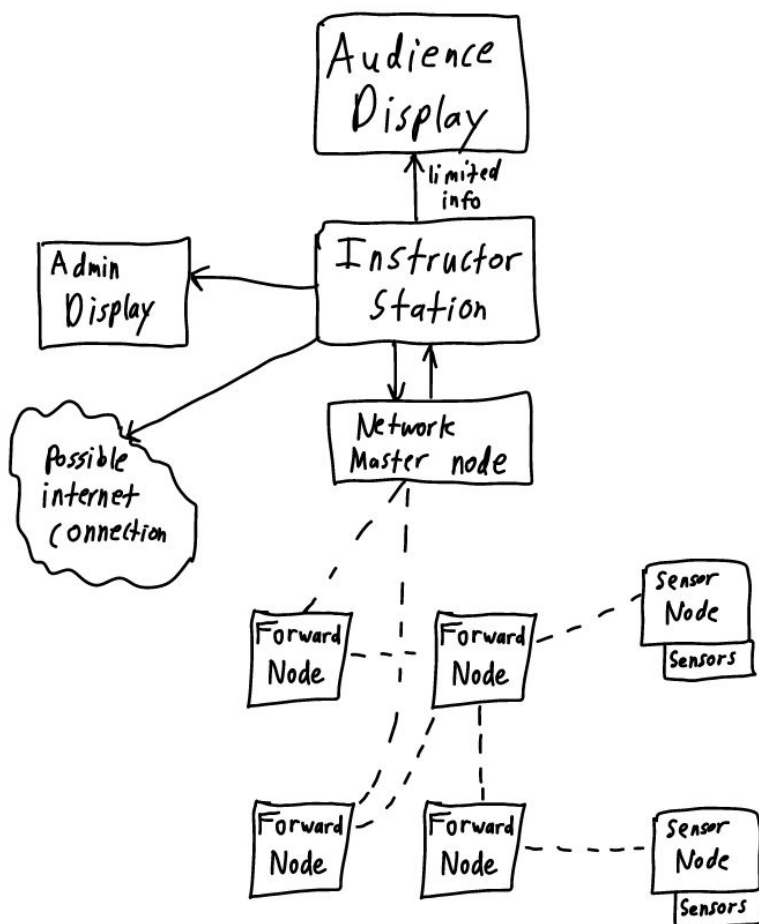 Audience
Display
limited
info
Admin
Display
Instructor
Station
Network
Master node
Possible
internet
connection
Forward
Node
Forward
Node
Sensor
Node
Sensors
Forward
Node
Forward
Node
Sensor
Node
Sensors